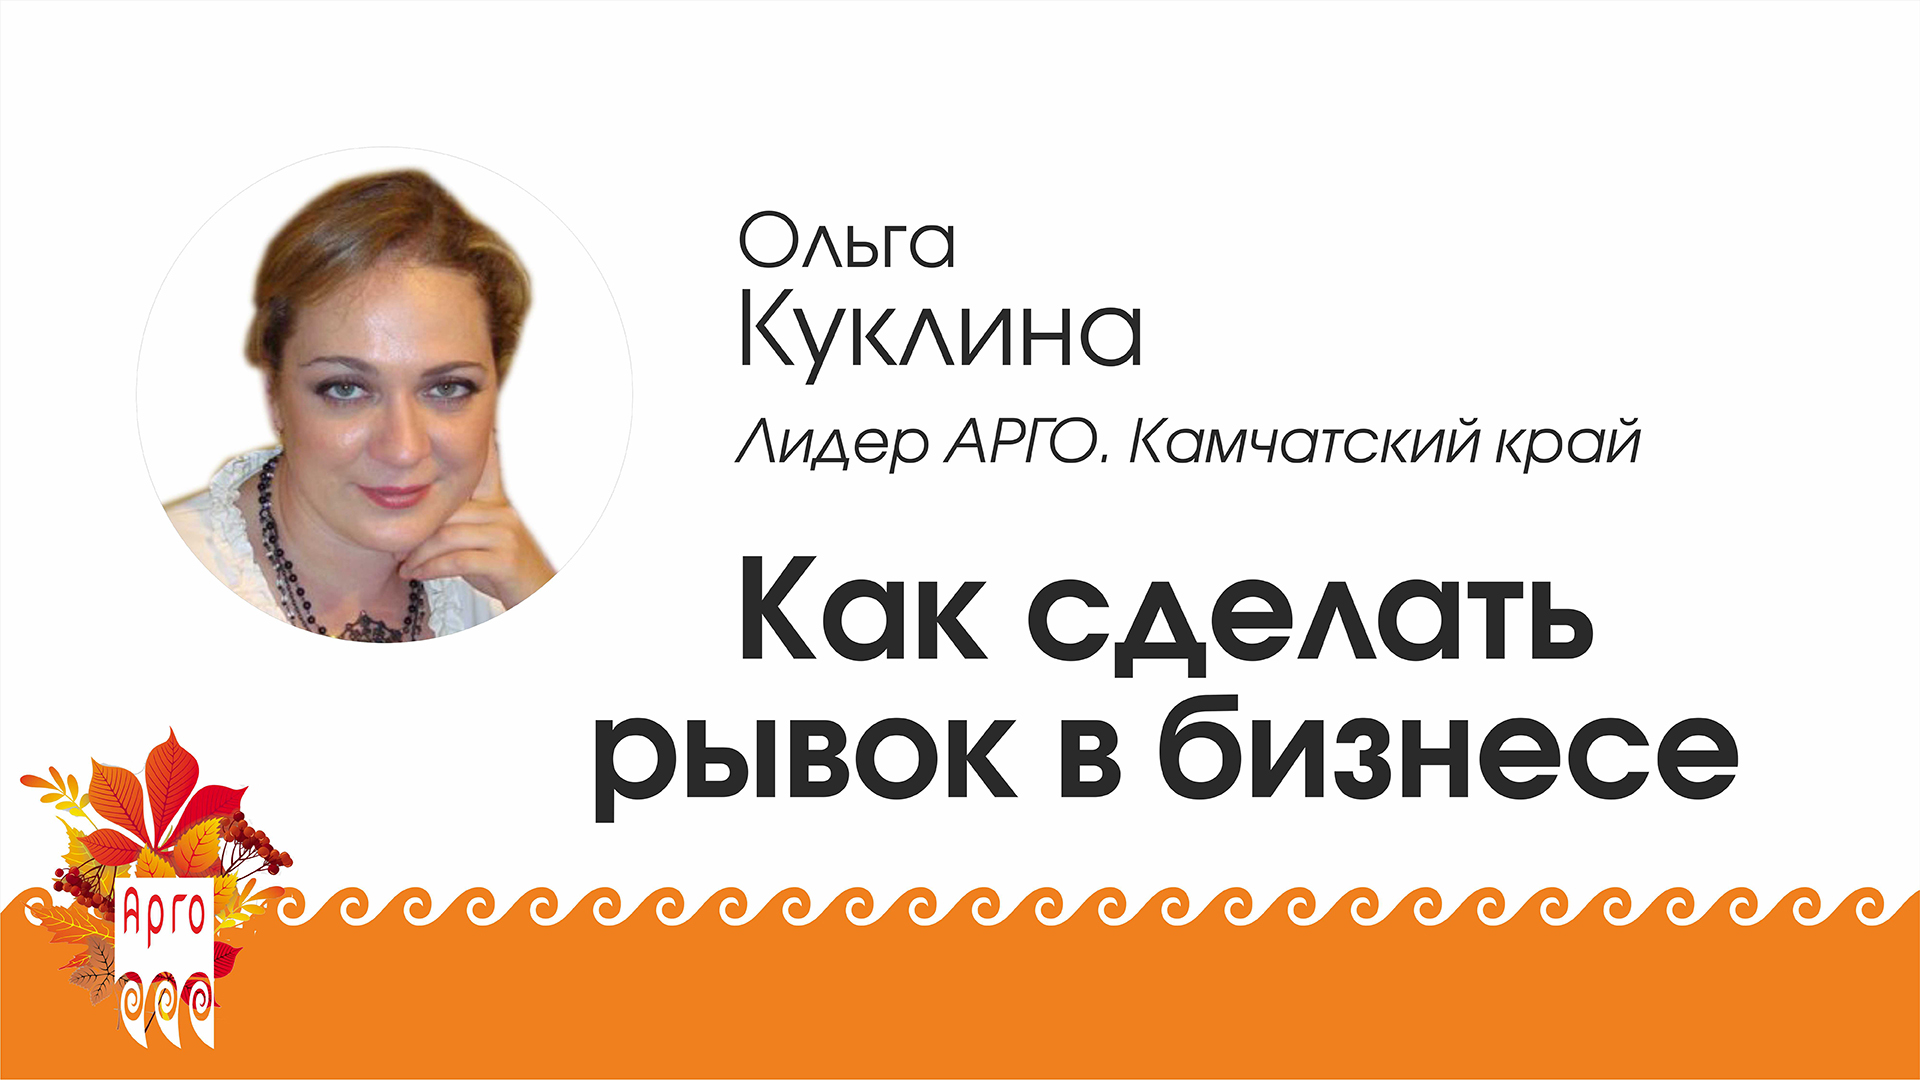 Ольга
Куклина
Лидер АРГО. Камчатский край
Как сделать
рывок в бизнесе
Арго